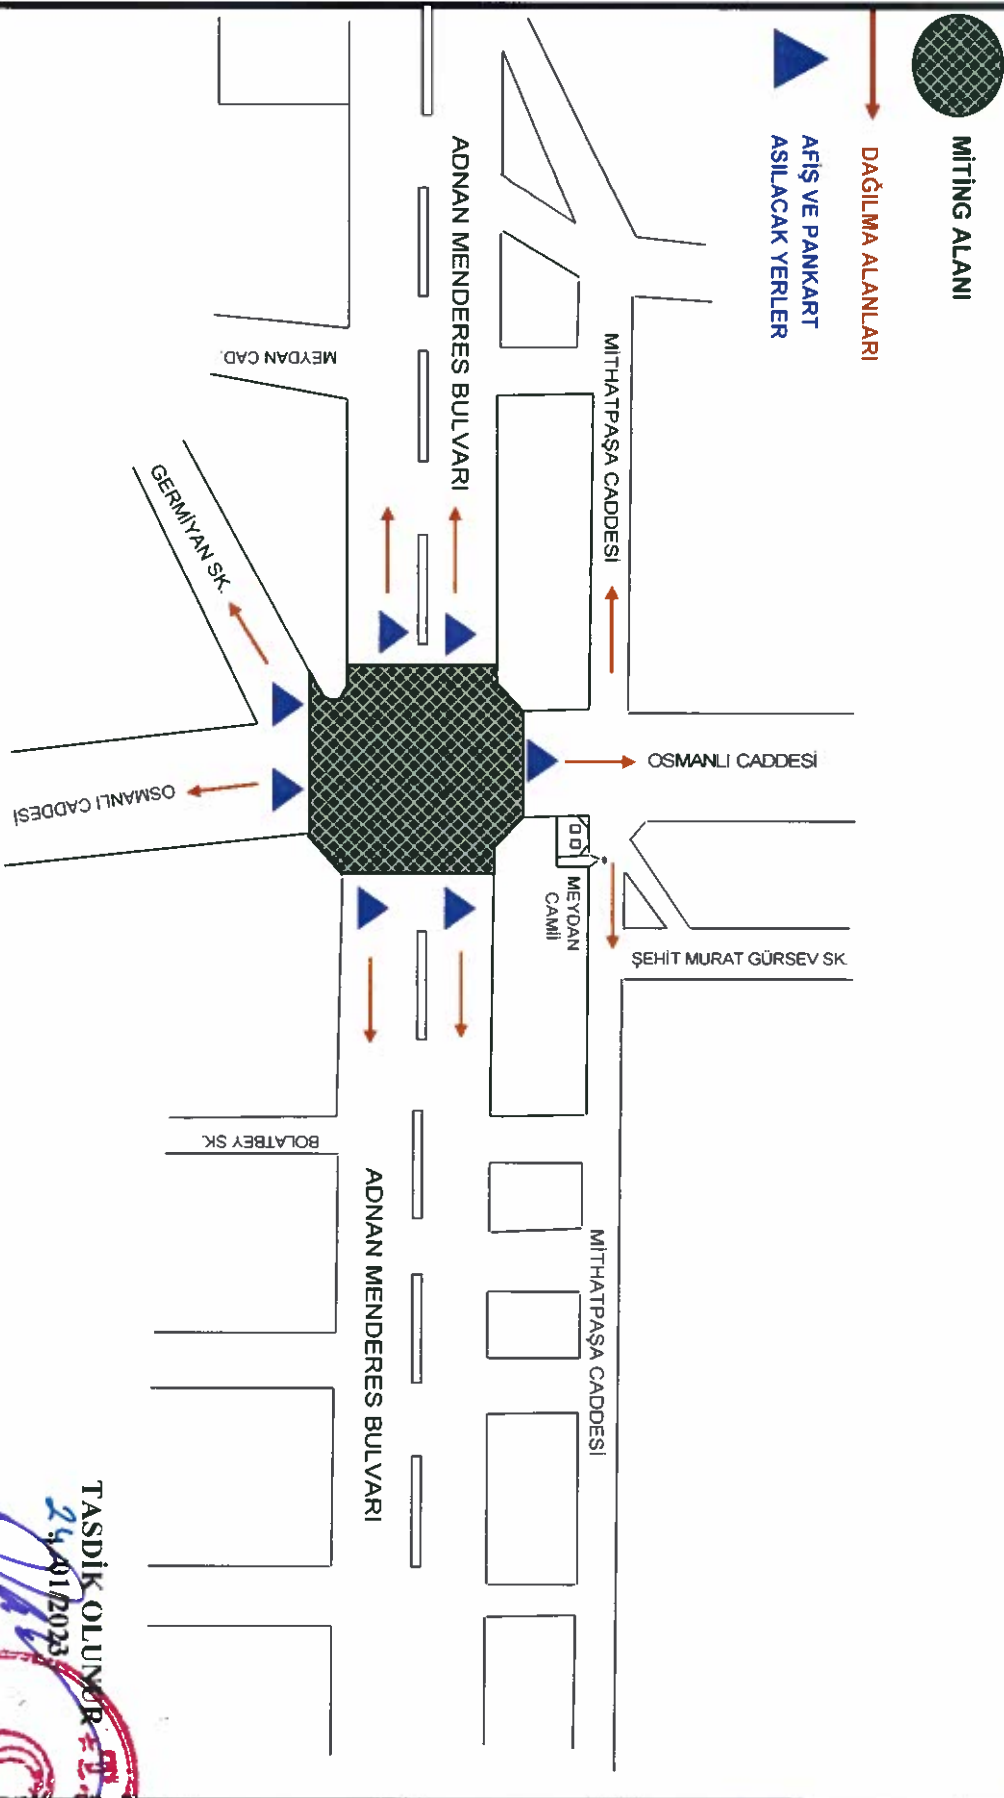 MİTİNG ALANI
DAĞILMA ALANLARI
AFİŞ VE PANKART
ASILACAK YERLER
MİTHATPAŞA CADDESİ
ADNAN MENDERES BULVARI
MEYDAN CAD.
GERMİYAN SK.
OSMANLI CADDESİ
OSMANLI CADDESİ
MEYDAN
CAMİİ
ŞEHİT MURAT GÜRSEV SK.
BOLATBEY SK.
ADNAN MENDERES BULVARI
MİTHATPAŞA CADDESİ
TASDİK OLUNUR
24/01/2023